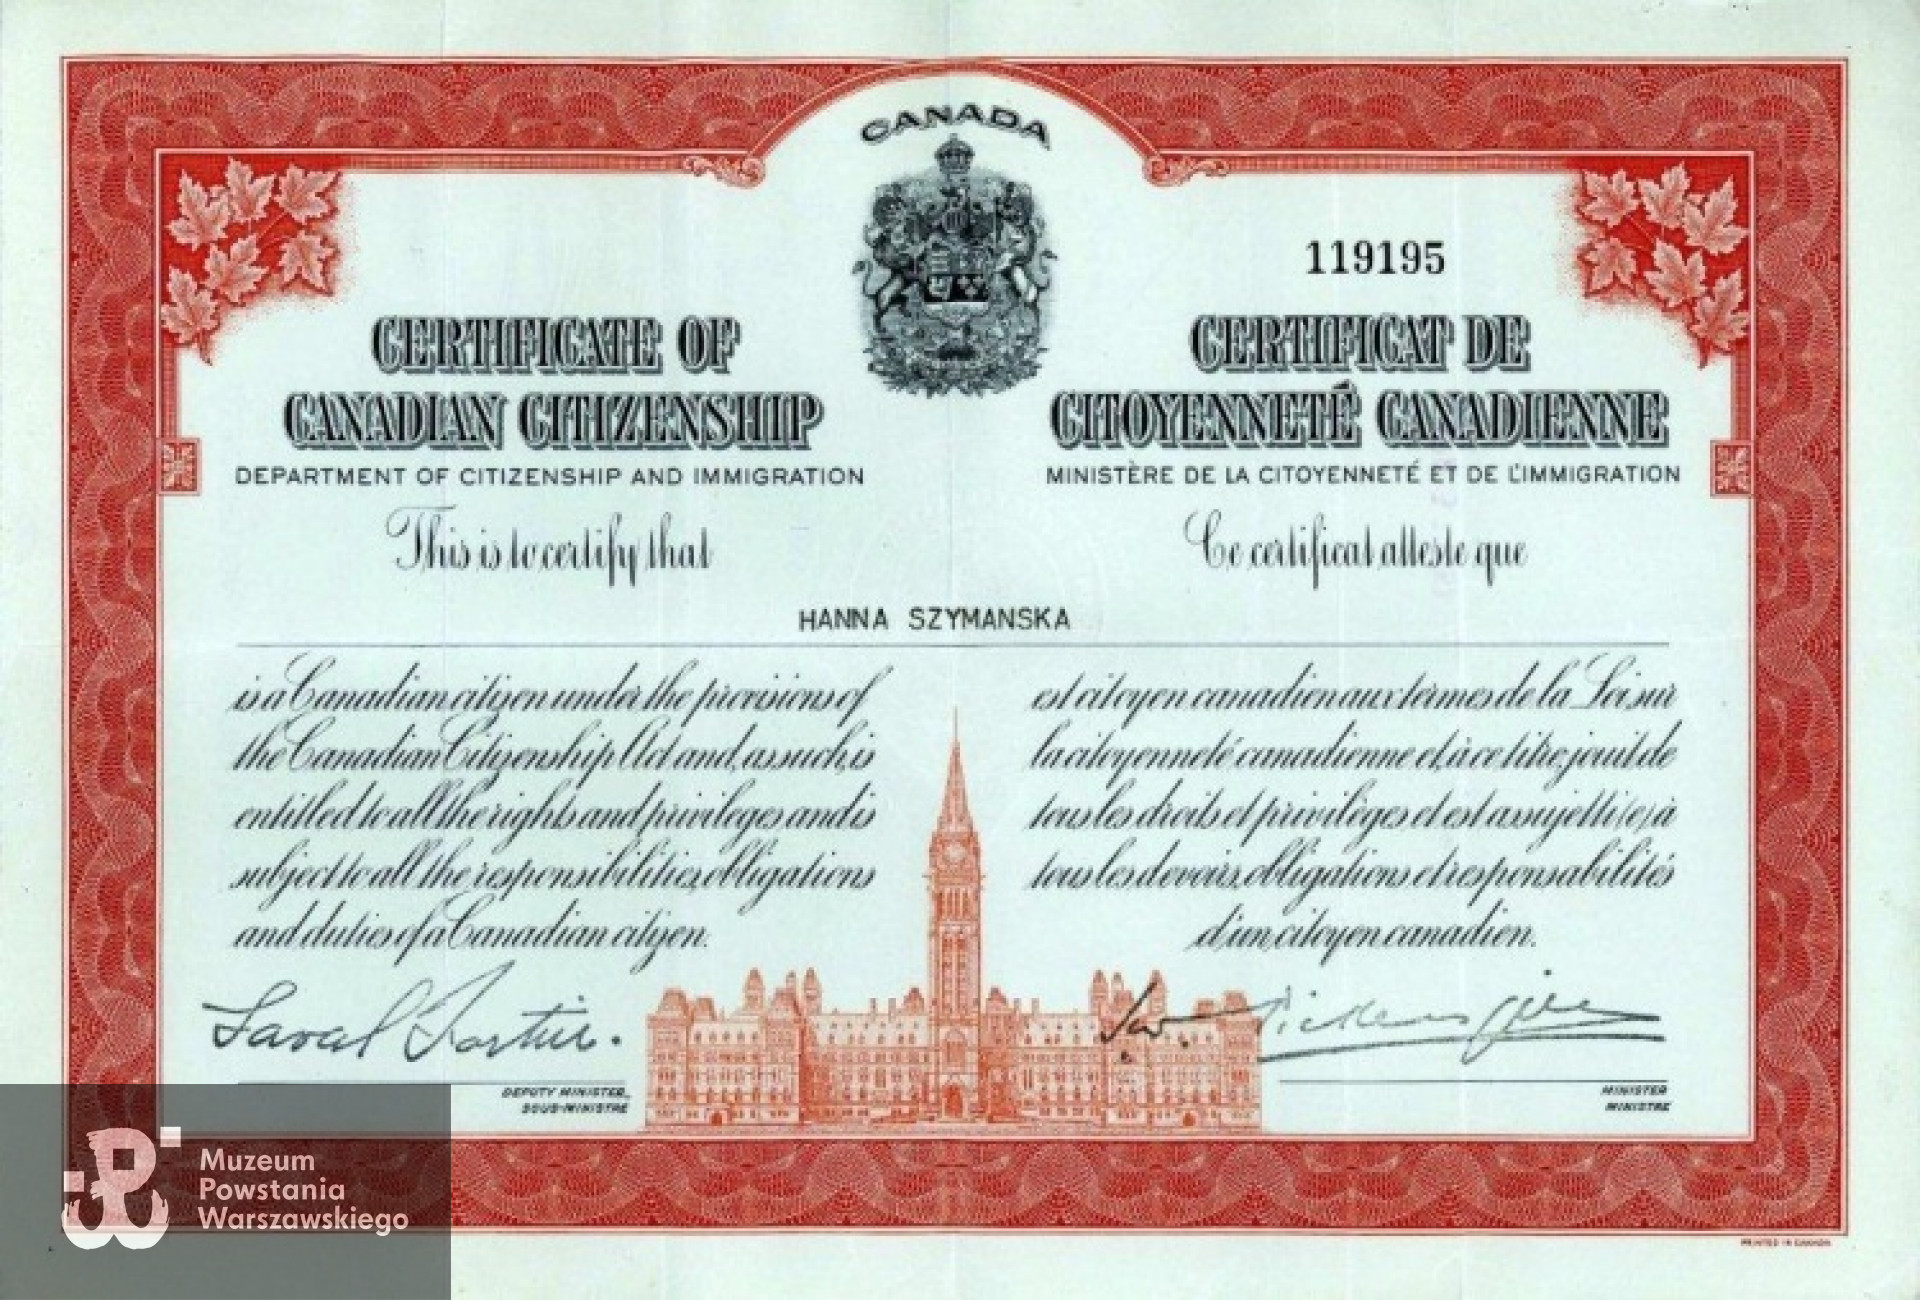 CANADA
119195
CERTIFICATE OF
CANADIAN CITIZENSHIP
DEPARTMENT OF CITIZENSHIP AND IMMIGRATION
This is to certify that
CERTIFICAT DE
CITOYENNETÉ CANADIENNE
MINISTÈRE DE LA CITOYENNETÉ ET DE L'IMMIGRATION
Ce certificat atteste que
HANNA SZYMANSKA
is a Canadian citizen under the provisions of
the Canadian Citizenship Act and, as such, is
entitled to all the rights and privileges and is
subject to all the responsibilities, obligations
and duties of a Canadian citizen.
est citoyen canadien aux termes de la Loi sur
la citoyenneté canadienne et, à ce titre, jouit de
tous les droits et privilèges et est assujetti(e) à
tous les devoirs, obligations et responsabilités
d'un citoyen canadien.
Laval Fortier.
DEPUTY MINISTER
SOUS-MINISTRE
MINISTER
MINISTRE
Muzeum
Powstania
Warszawskiego
PRINTED IN CANADA